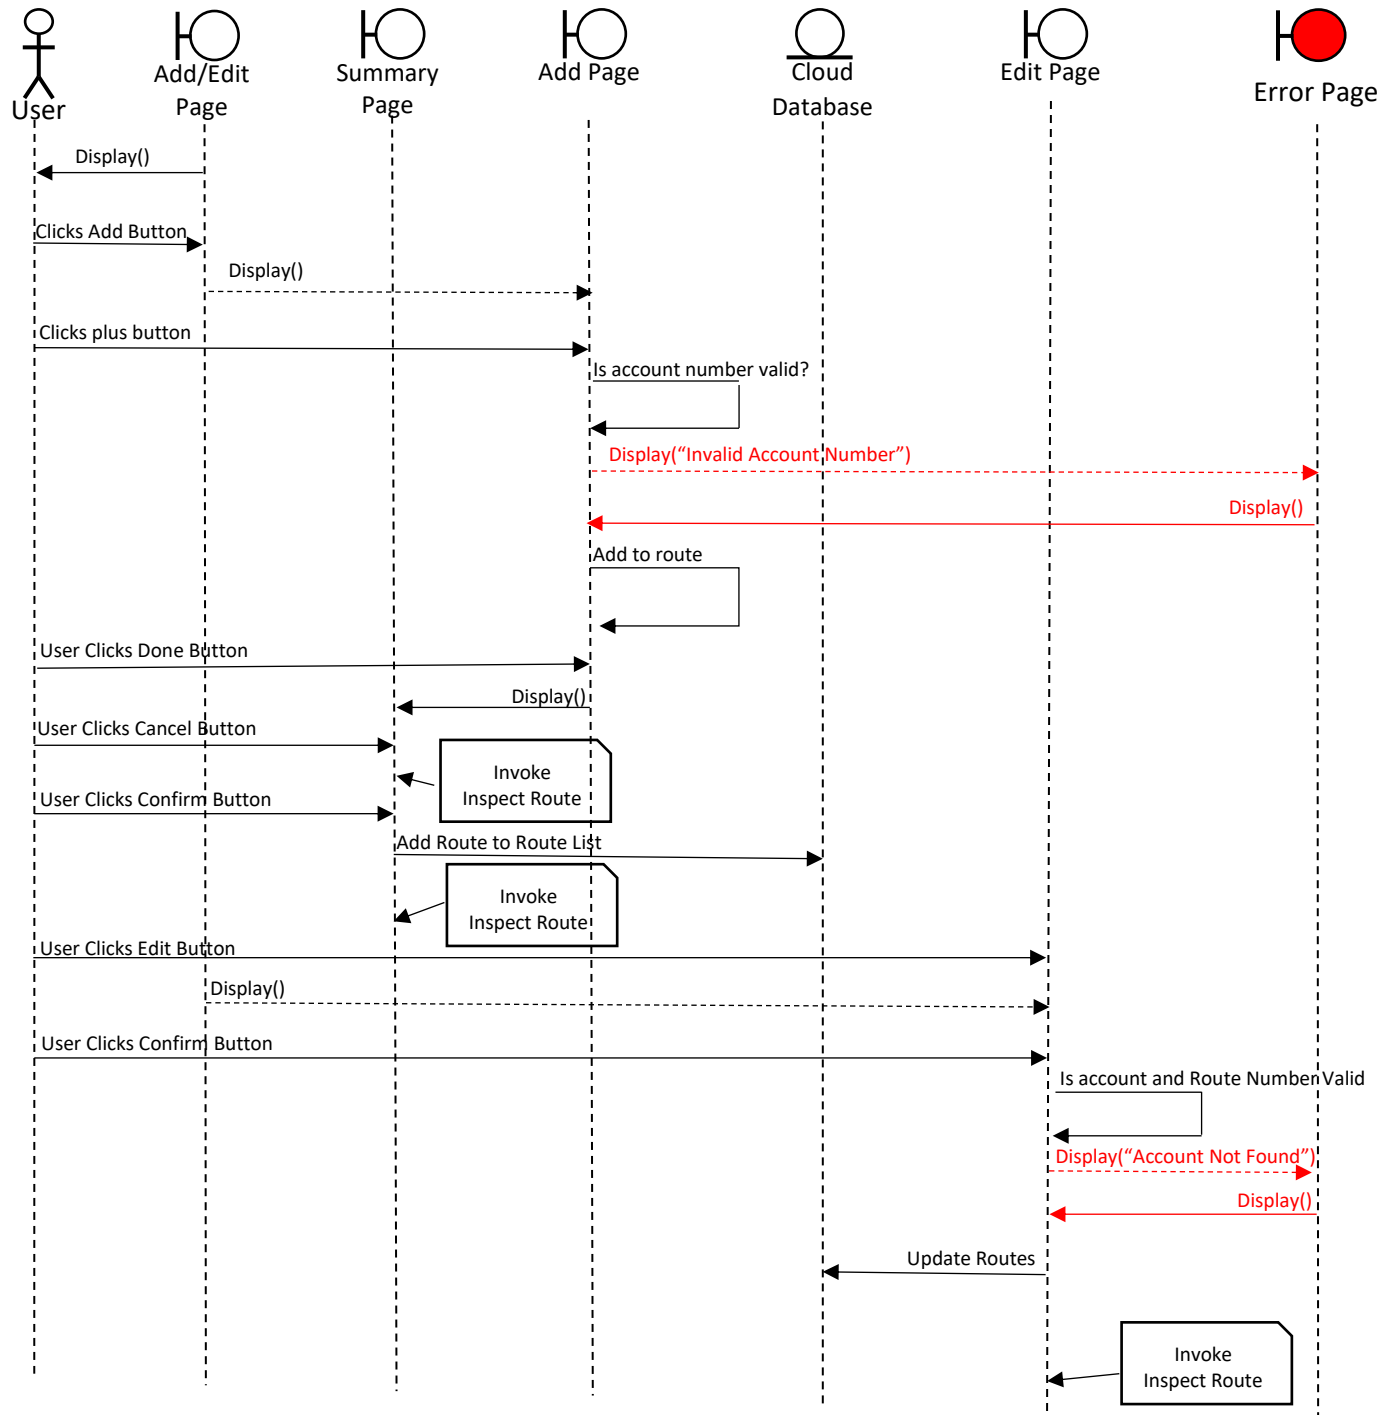 User
Add/Edit
Page
Summary
Page
Add Page
Cloud
Database
Edit Page
Error Page
Display()
Clicks Add Button
Display()
Clicks plus button
Is account number valid?
Display(“Invalid Account Number”)
Display()
Add to route
User Clicks Done Button
Display()
User Clicks Cancel Button
Invoke
Inspect Route
User Clicks Confirm Button
Add Route to Route List
Invoke
Inspect Route
User Clicks Edit Button
Display()
User Clicks Confirm Button
Is account and Route Number Valid
Display(“Account Not Found”)
Display()
Update Routes
Invoke
Inspect Route